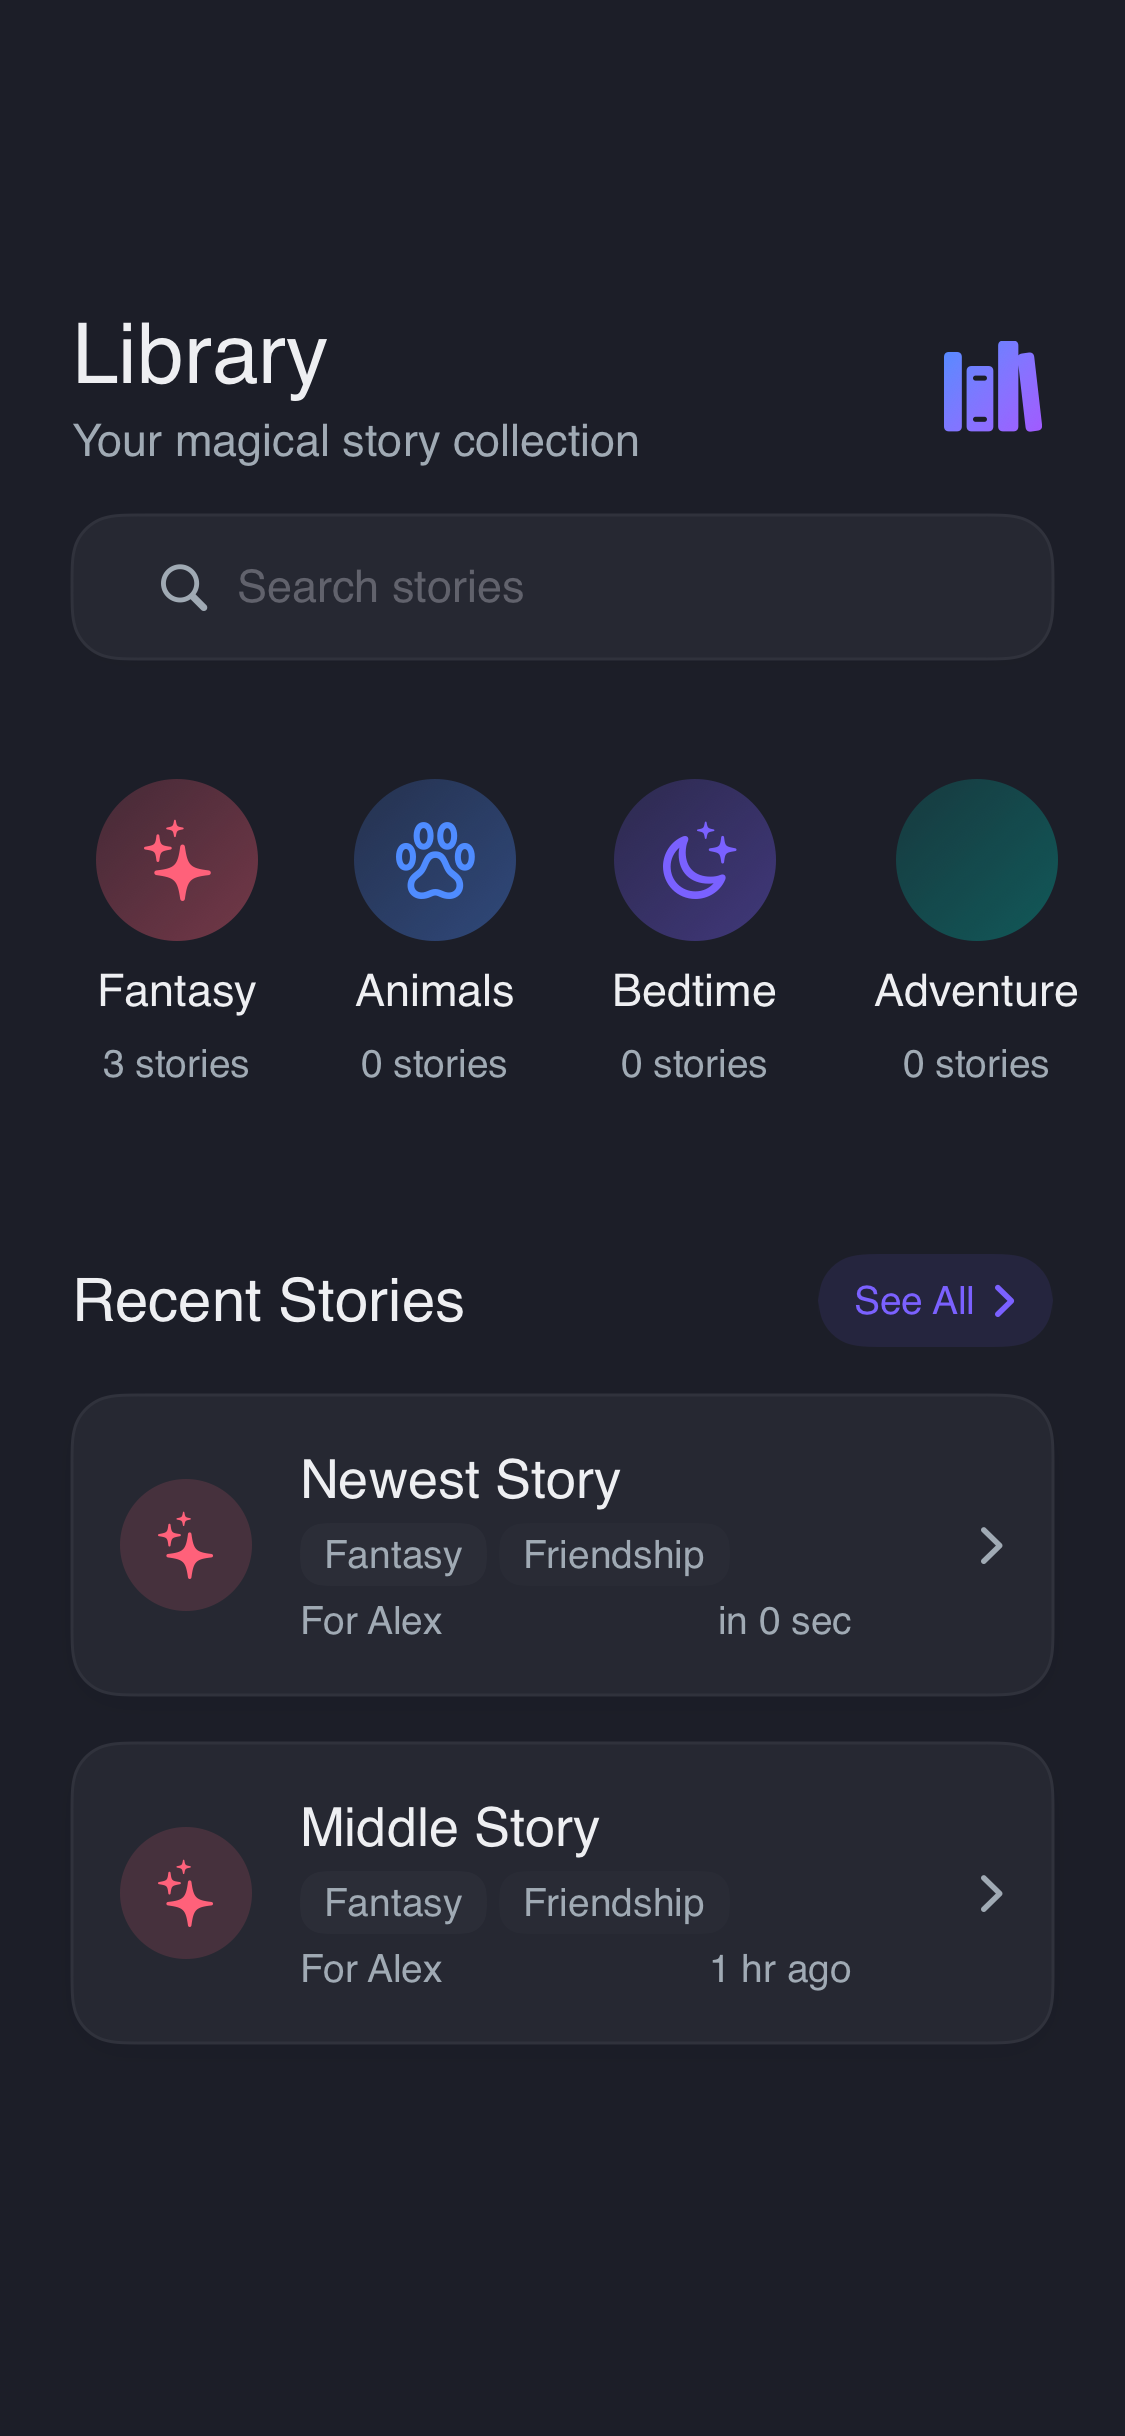 Library
Your magical story collection
Search stories
Fantasy Animals Bedtime Adventure
3 stories 0 stories 0 stories 0 stories
Recent Stories See All
Newest Story
Fantasy Friendship
For Alex in 0 sec
Middle Story
Fantasy Friendship
For Alex 1 hr ago